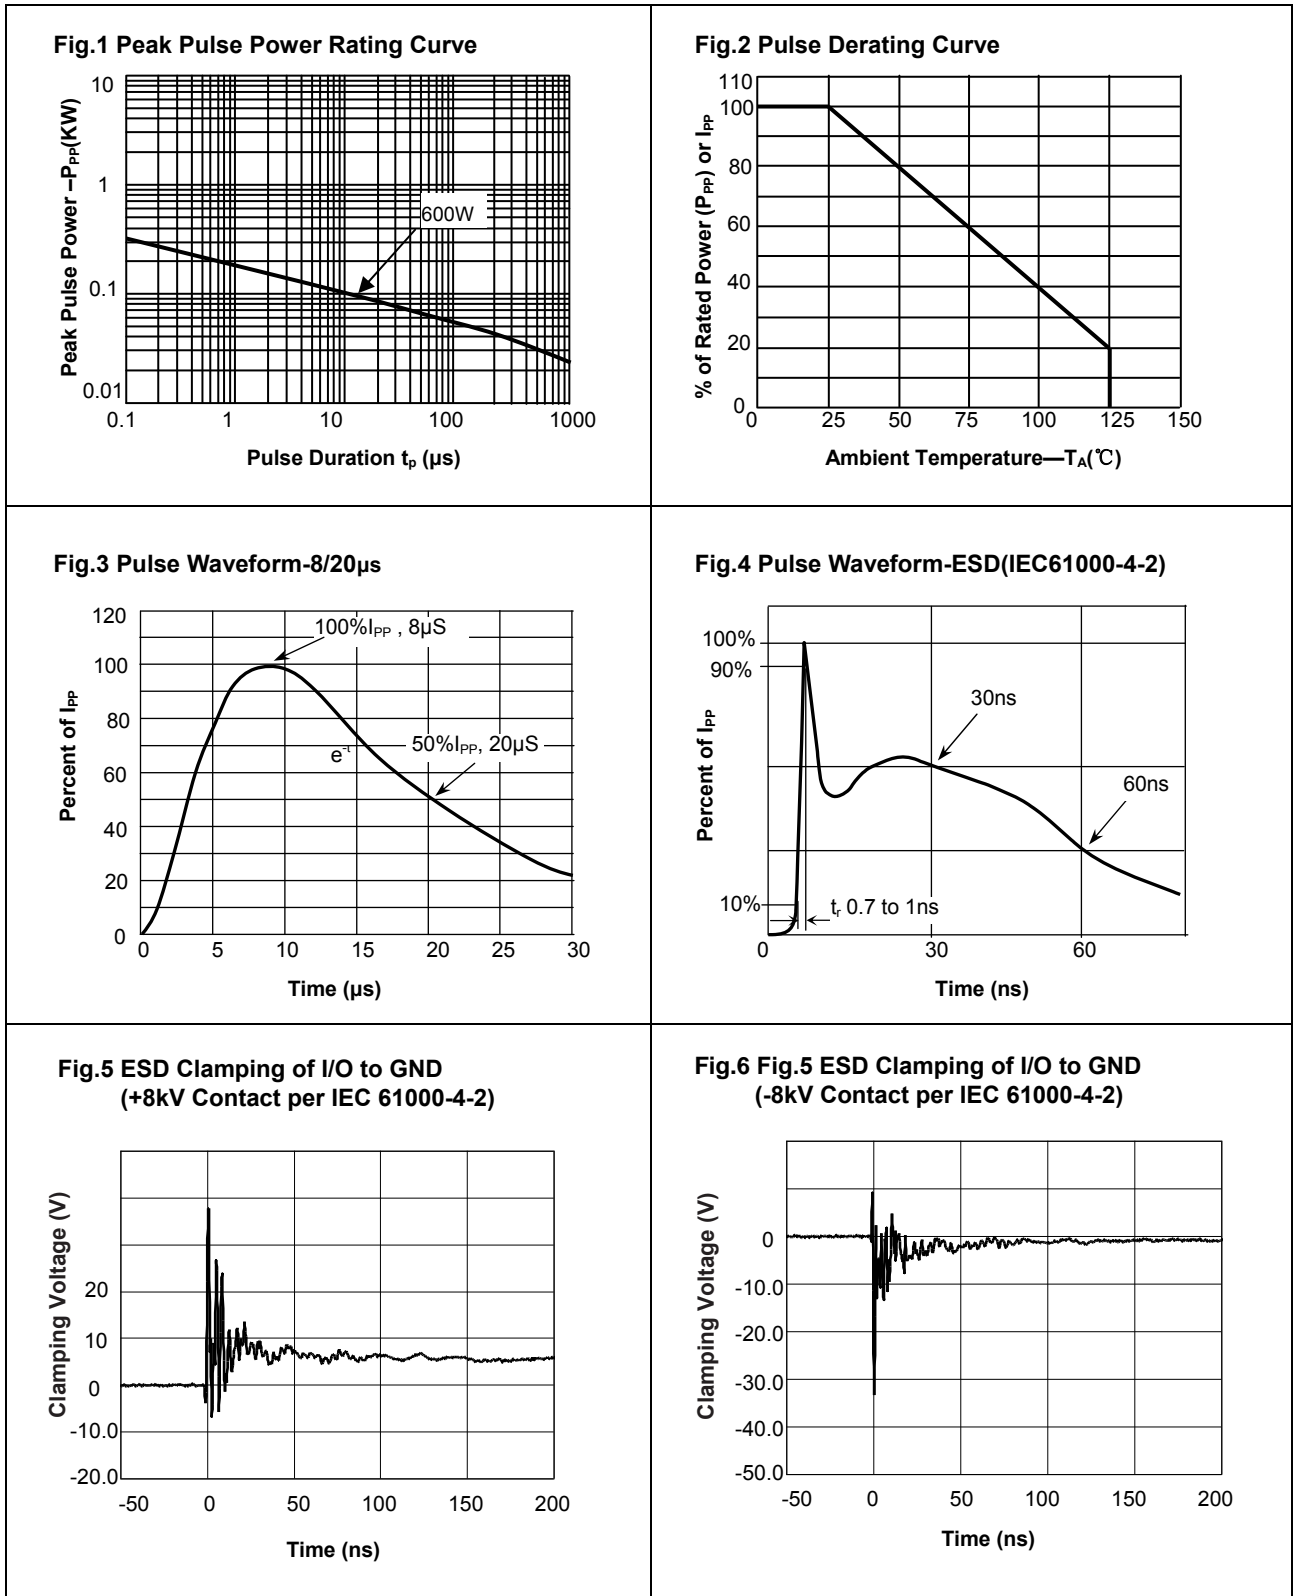 Fig.1 Peak Pulse Power Rating Curve
Peak Pulse Power –PPP(KW)
10
1
0.1
0.01
600W
0.1 1 10 100 1000
Pulse Duration tp (μs)
Fig.2 Pulse Derating Curve
% of Rated Power (PPP) or IPP
110
100
80
60
40
20
0
0 25 50 75 100 125 150
Ambient Temperature—TA(℃)
Fig.3 Pulse Waveform-8/20μs
Percent of IPP
120
100
80
60
40
20
0
100%IPP , 8μS
e-t
50%IPP, 20μS
0 5 10 15 20 25 30
Time (μs)
Fig.4 Pulse Waveform-ESD(IEC61000-4-2)
Percent of IPP
100%
90%
10%
30ns
60ns
tr 0.7 to 1ns
0 30 60
Time (ns)
Fig.5 ESD Clamping of I/O to GND
(+8kV Contact per IEC 61000-4-2)
Clamping Voltage (V)
20
10
0
-10.0
-20.0
-50 0 50 100 150 200
Time (ns)
Fig.6 Fig.5 ESD Clamping of I/O to GND
(-8kV Contact per IEC 61000-4-2)
Clamping Voltage (V)
0
-10.0
-20.0
-30.0
-40.0
-50.0
-50 0 50 100 150 200
Time (ns)